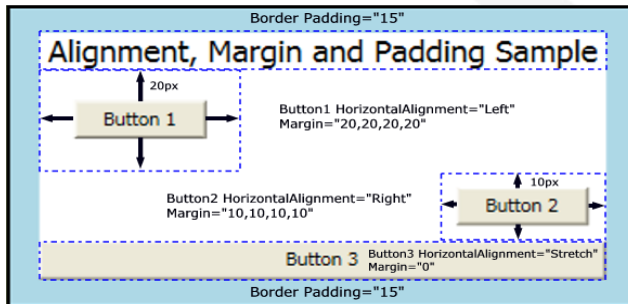 Border Padding="15"
Alignment, Margin and Padding Sample
20px
Button 1
Button1 HorizontalAlignment="Left"
Margin="20,20,20,20"
Button2 HorizontalAlignment="Right"
Margin="10,10,10,10"
10px
Button 2
Button 3
Button3 HorizontalAlignment="Stretch"
Margin="0"
Border Padding="15"